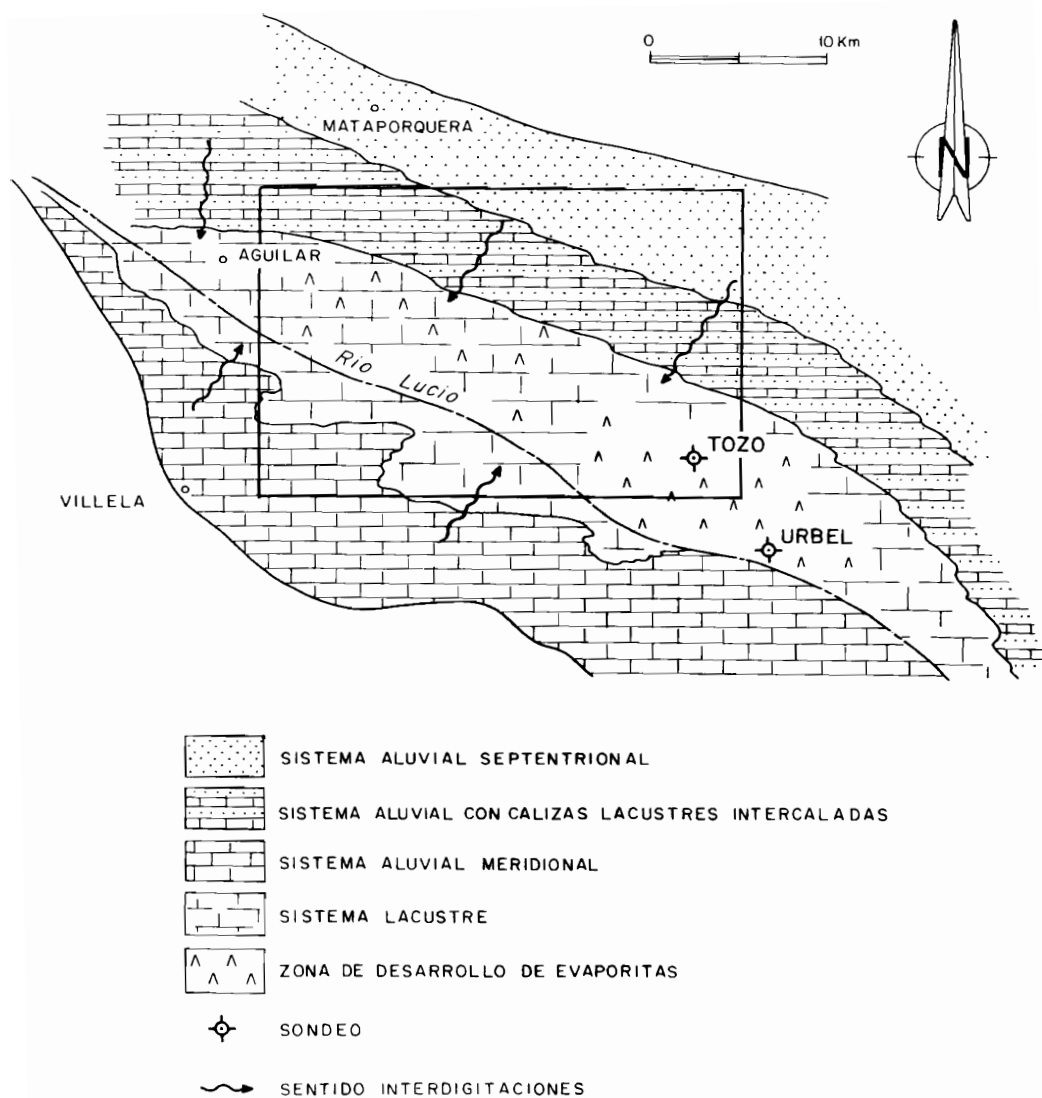 0 10 Km
MATAPORQUERA
N
AGUILAR
Rio Lucio
TOZO
VILLELA
URBEL
SISTEMA ALUVIAL SEPTENTRIONAL
SISTEMA ALUVIAL CON CALIZAS LACUSTRES INTERCALADAS
SISTEMA ALUVIAL MERIDIONAL
SISTEMA LACUSTRE
ZONA DE DESARROLLO DE EVAPORITAS
SONDEO
SENTIDO INTERDIGITACIONES